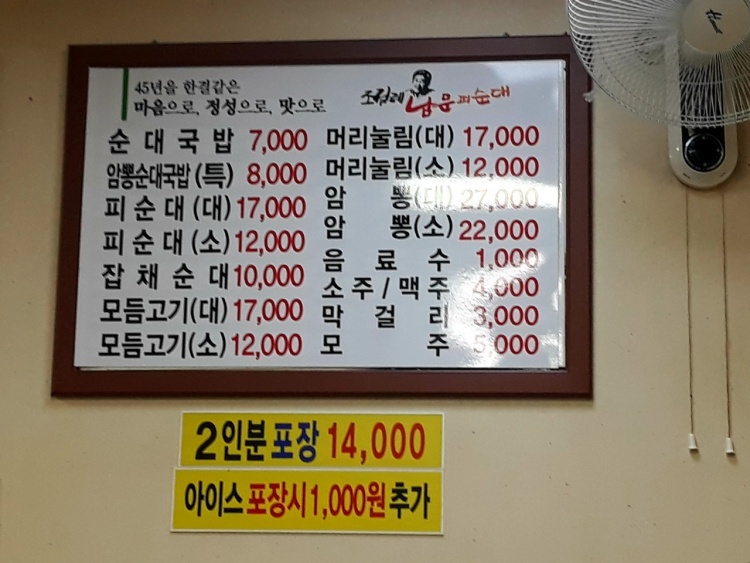 45년을 한결같은
마음으로, 정성으로, 맛으로
조점례 남문피순대
순대국밥 7,000
암뽕순대국밥(특) 8,000
피순대(대) 17,000
피순대(소) 12,000
잡채순대 10,000
모듬고기(대) 17,000
모듬고기(소) 12,000
머리눌림(대) 17,000
머리눌림(소) 12,000
암뽕(대) 27,000
암뽕(소) 22,000
음료수 1,000
소주/맥주 4,000
막걸리 3,000
모주 5,000
2인분포장 14,000
아이스포장시1,000원추가